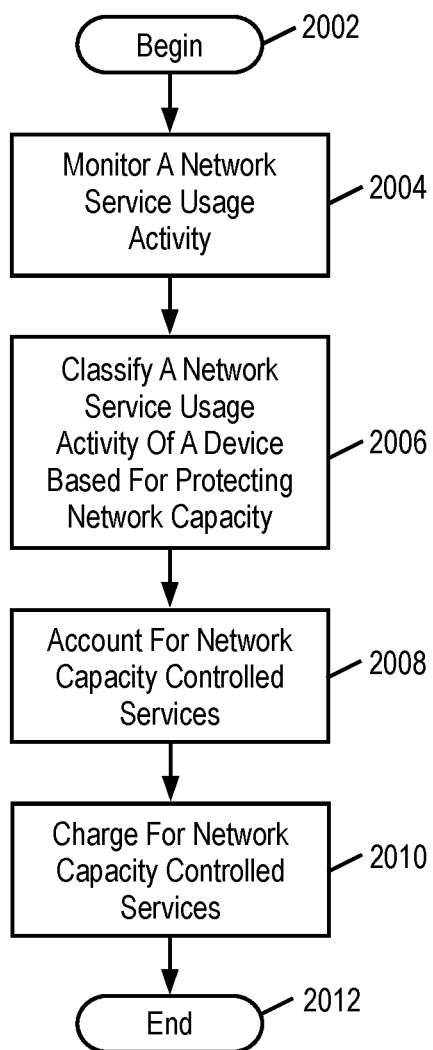 Begin
2002
Monitor A Network
Service Usage
Activity
2004
Classify A Network
Service Usage
Activity Of A Device
Based For Protecting
Network Capacity
2006
Account For Network
Capacity Controlled
Services
2008
Charge For Network
Capacity Controlled
Services
2010
End
2012